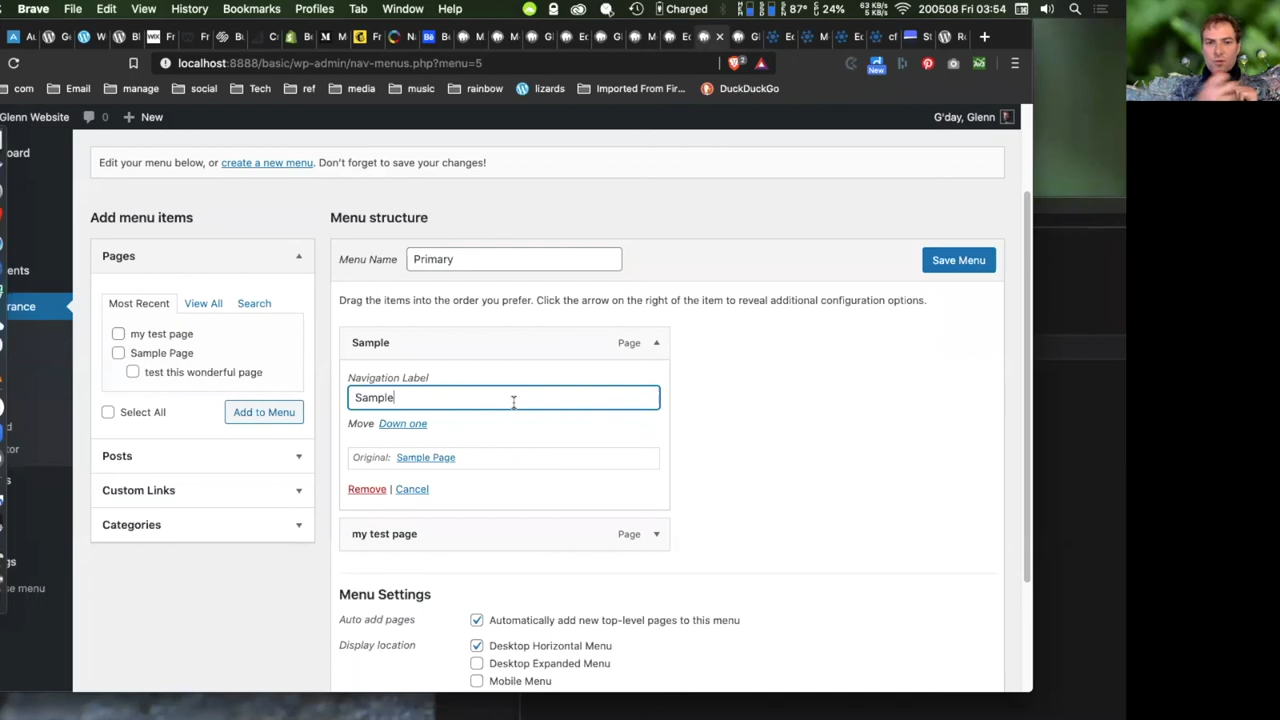 Brave File Edit View History Bookmarks Profiles Tab Window Help Charged 87° 24% 63 KB/s 5 KB/s 200508 Fri 03:54
localhost:8888/basic/wp-admin/nav-menus.php?menu=5
New
com Email manage social Tech ref media music rainbow lizards Imported From Fir... DuckDuckGo
Glenn Website 0 New G'day, Glenn
Edit your menu below, or create a new menu. Don't forget to save your changes!
Add menu items
Menu structure
Pages
Menu Name Primary Save Menu
Most Recent View All Search
Drag the items into the order you prefer. Click the arrow on the right of the item to reveal additional configuration options.
my test page
Sample Page
test this wonderful page
Select All Add to Menu
Posts
Custom Links
Categories
Sample Page
Navigation Label
Sample
Move Down one
Original: Sample Page
Remove | Cancel
my test page Page
Menu Settings
Auto add pages Automatically add new top-level pages to this menu
Display location Desktop Horizontal Menu
Desktop Expanded Menu
Mobile Menu